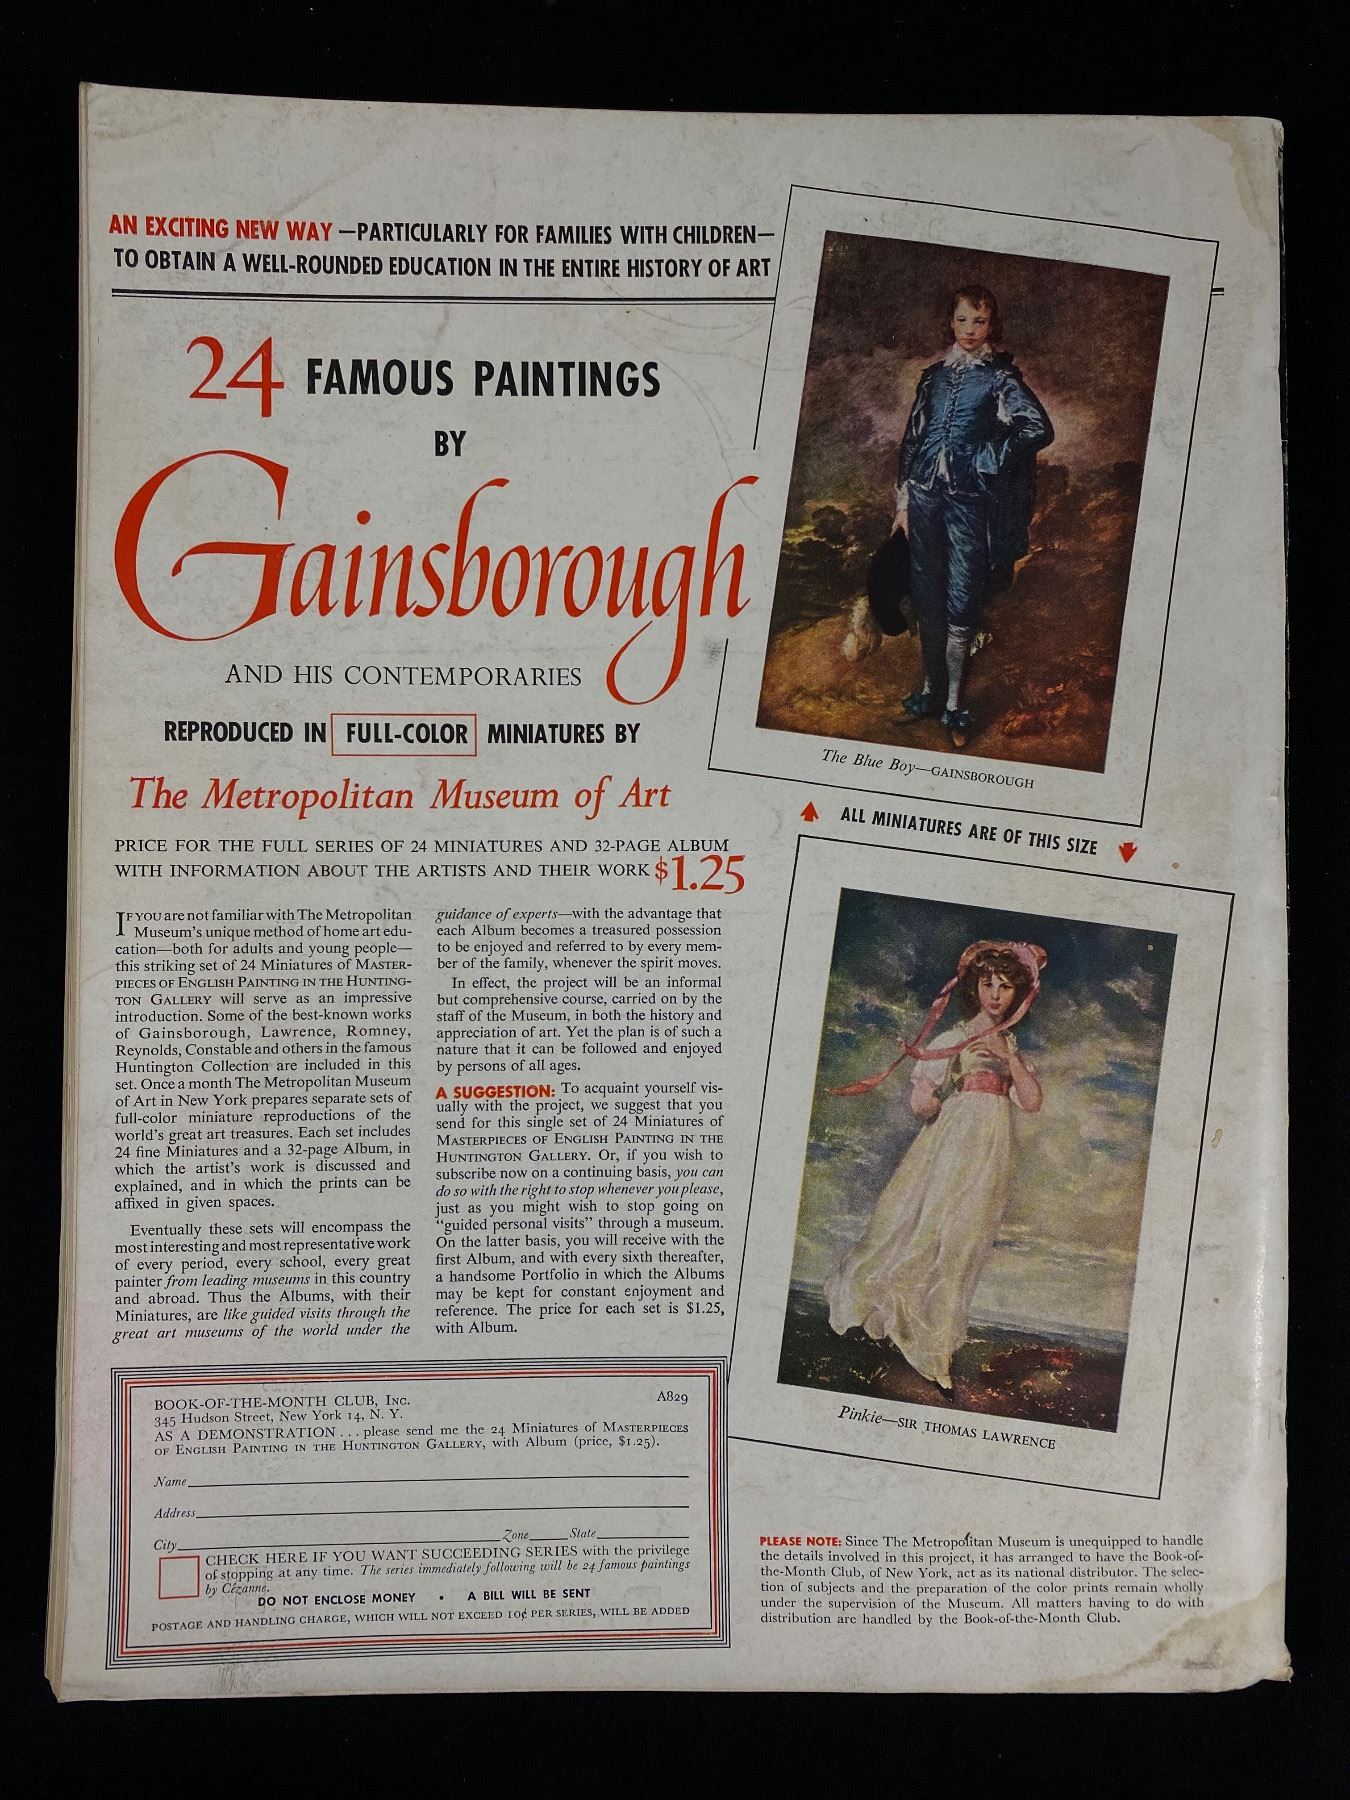 AN EXCITING NEW WAY —PARTICULARLY FOR FAMILIES WITH CHILDREN—
TO OBTAIN A WELL-ROUNDED EDUCATION IN THE ENTIRE HISTORY OF ART
24 FAMOUS PAINTINGS
BY
Gainsborough
AND HIS CONTEMPORARIES
REPRODUCED IN FULL-COLOR MINIATURES BY
The Metropolitan Museum of Art
PRICE FOR THE FULL SERIES OF 24 MINIATURES AND 32-PAGE ALBUM
WITH INFORMATION ABOUT THE ARTISTS AND THEIR WORK $1.25
IF YOU are not familiar with The Metropolitan
Museum's unique method of home art edu-
cation—both for adults and young people—
this striking set of 24 Miniatures of MASTER-
PIECES OF ENGLISH PAINTING IN THE HUNTING-
TON GALLERY will serve as an impressive
introduction. Some of the best-known works
of Gainsborough, Lawrence, Romney,
Reynolds, Constable and others in the famous
Huntington Collection are included in this
set. Once a month The Metropolitan Museum
of Art in New York prepares separate sets of
full-color miniature reproductions of the
world's great art treasures. Each set includes
24 fine Miniatures and a 32-page Album, in
which the artist's work is discussed and
explained, and in which the prints can be
affixed in given spaces.
Eventually these sets will encompass the
most interesting and most representative work
of every period, every school, every great
painter from leading museums in this country
and abroad. Thus the Albums, with their
Miniatures, are like guided visits through the
great art museums of the world under the
guidance of experts—with the advantage that
each Album becomes a treasured possession
to be enjoyed and referred to by every mem-
ber of the family, whenever the spirit moves.
In effect, the project will be an informal
but comprehensive course, carried on by the
staff of the Museum, in both the history and
appreciation of art. Yet the plan is of such a
nature that it can be followed and enjoyed
by persons of all ages.
A SUGGESTION: To acquaint yourself vis-
ually with the project, we suggest that you
send for this single set of 24 Miniatures of
MASTERPIECES OF ENGLISH PAINTING IN THE
HUNTINGTON GALLERY. Or, if you wish to
subscribe now on a continuing basis, you can
do so with the right to stop whenever you please,
just as you might wish to stop going on
"guided personal visits" through a museum.
On the latter basis, you will receive with the
first Album, and with every sixth thereafter,
a handsome Portfolio in which the Albums
may be kept for constant enjoyment and
reference. The price for each set is $1.25,
with Album.
The Blue Boy—GAINSBOROUGH
ALL MINIATURES ARE OF THIS SIZE
Pinkie—SIR THOMAS LAWRENCE
BOOK-OF-THE-MONTH CLUB, INC. A829
345 Hudson Street, New York 14, N. Y.
AS A DEMONSTRATION . . . please send me the 24 Miniatures of MASTERPIECES
OF ENGLISH PAINTING IN THE HUNTINGTON GALLERY, with Album (price, $1.25).
Name
Address
City Zone State
CHECK HERE IF YOU WANT SUCCEEDING SERIES with the privilege
of stopping at any time. The series immediately following will be 24 famous paintings
by Cézanne.
DO NOT ENCLOSE MONEY • A BILL WILL BE SENT
POSTAGE AND HANDLING CHARGE, WHICH WILL NOT EXCEED 10¢ PER SERIES, WILL BE ADDED
PLEASE NOTE: Since The Metropolitan Museum is unequipped to handle
the details involved in this project, it has arranged to have the Book-of-
the-Month Club, of New York, act as its national distributor. The selec-
tion of subjects and the preparation of the color prints remain wholly
under the supervision of the Museum. All matters having to do with
distribution are handled by the Book-of-the-Month Club.